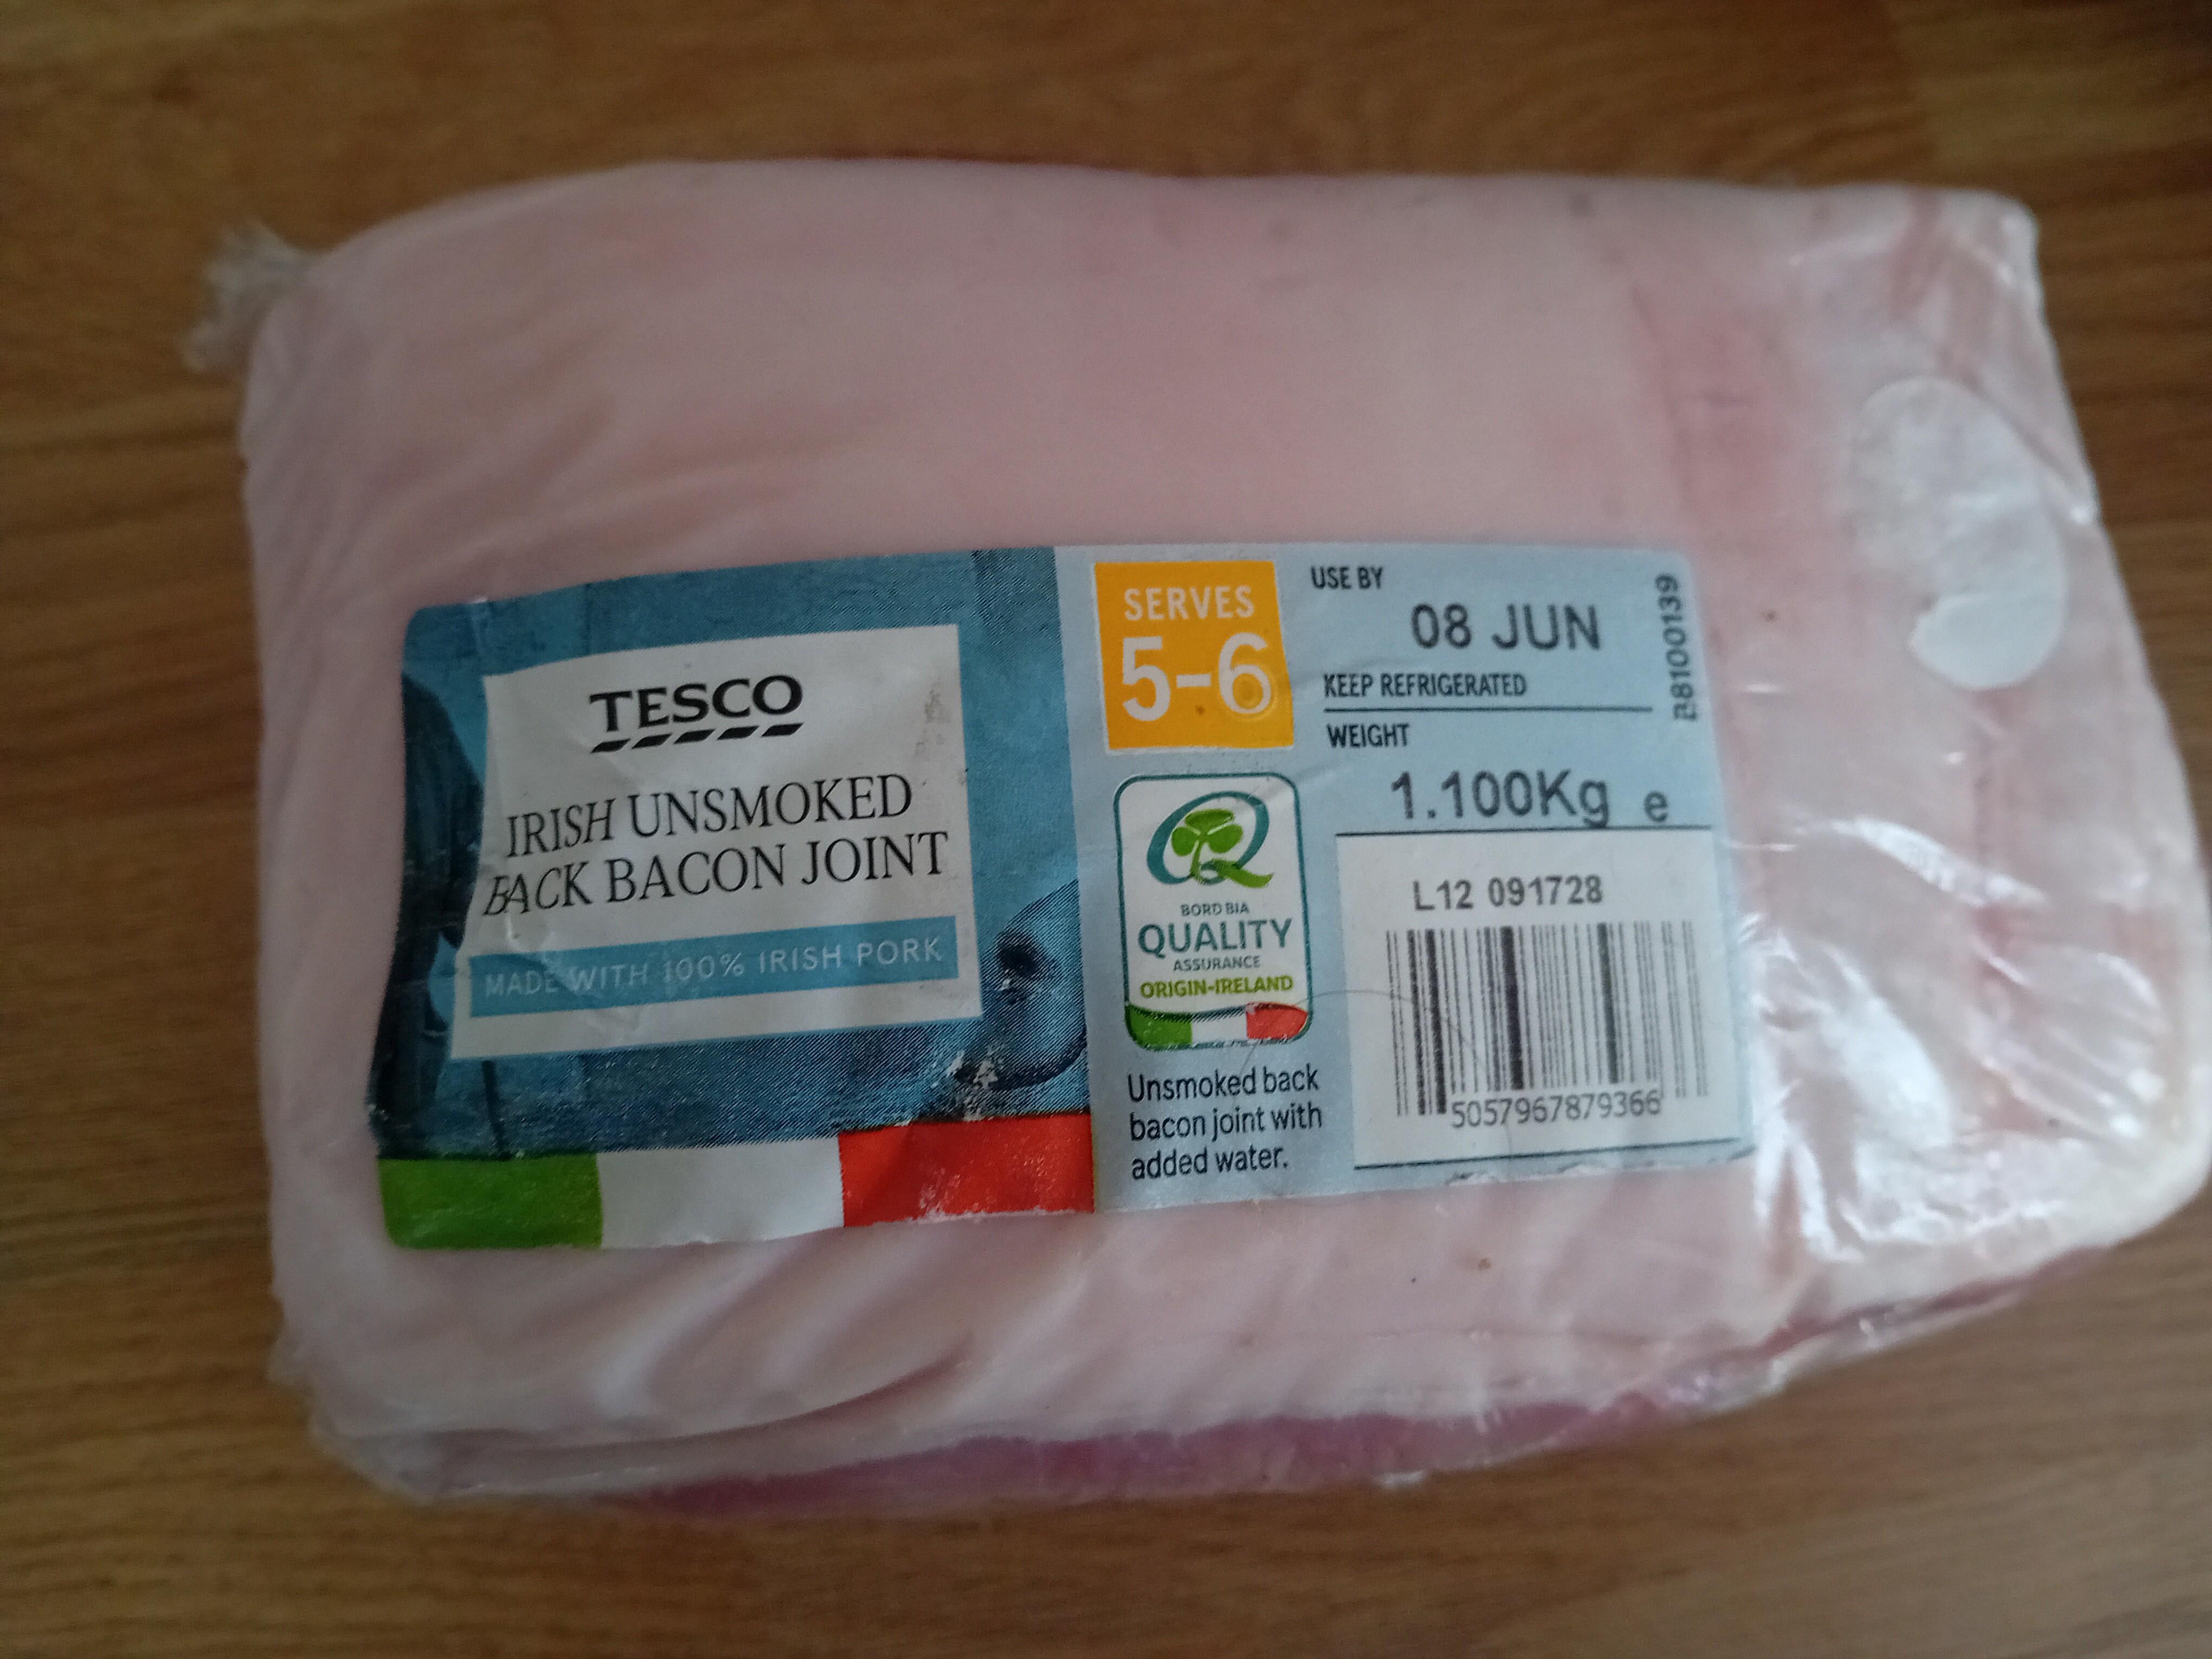 TESCO
IRISH UNSMOKED
BACK BACON JOINT
MADE WITH 100% IRISH PORK
SERVES
5-6
BORD BIA
QUALITY
ASSURANCE
ORIGIN-IRELAND
Unsmoked back
bacon joint with
added water.
USE BY
08 JUN
KEEP REFRIGERATED
WEIGHT
1.100Kg e
L12 091728
5057967879366
B8100139